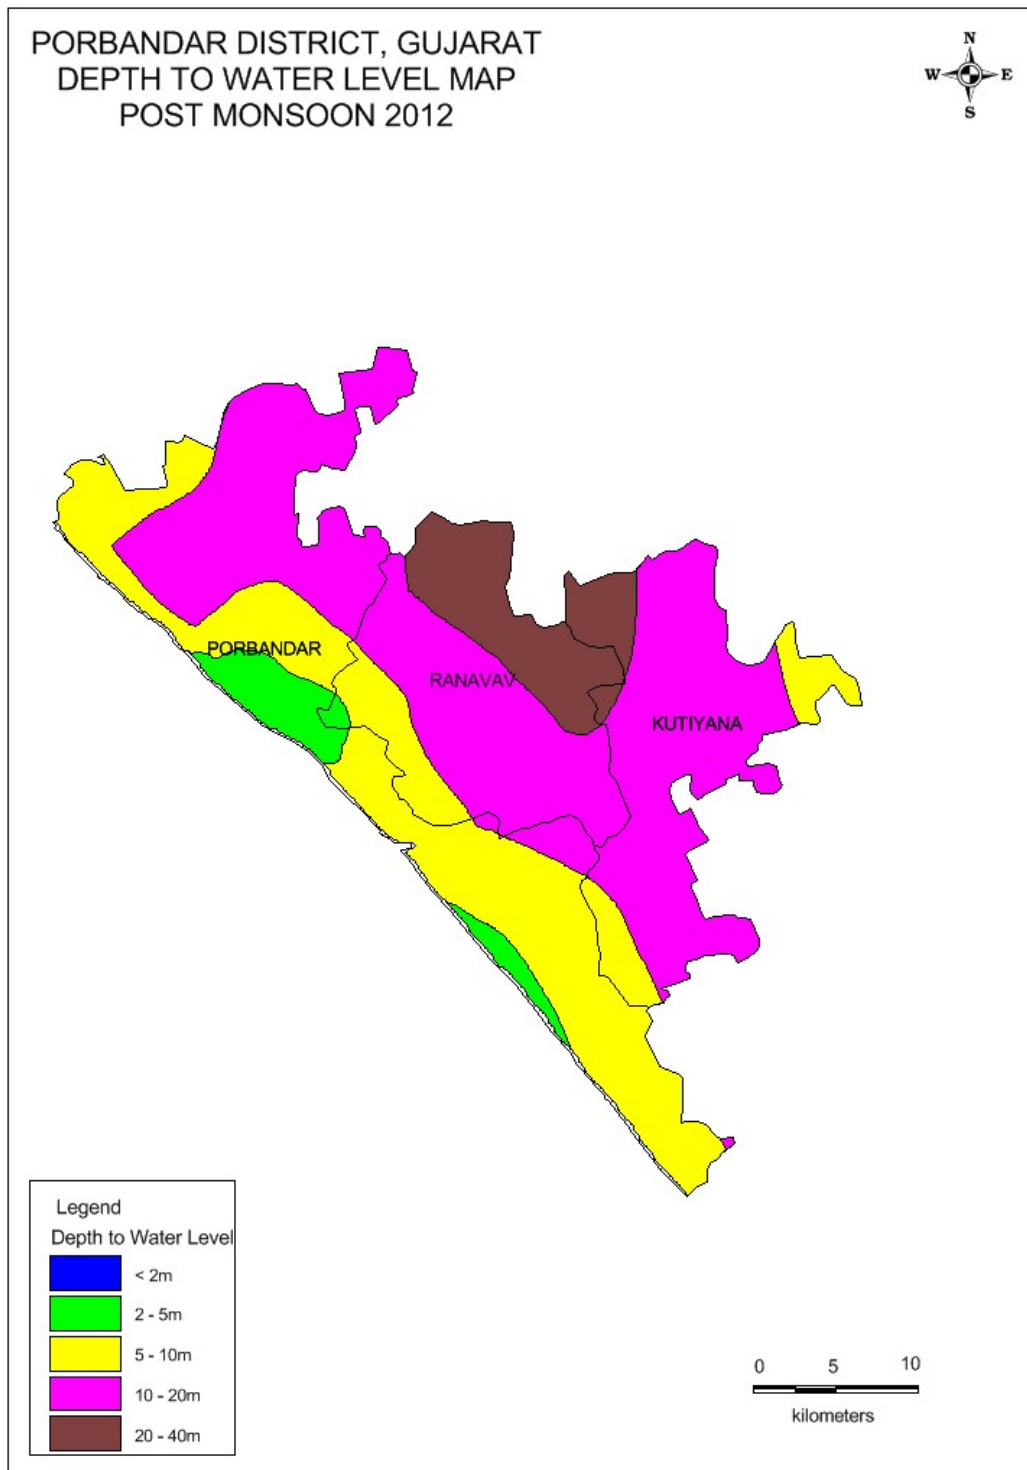 PORBANDAR DISTRICT, GUJARAT
DEPTH TO WATER LEVEL MAP
POST MONSOON 2012
N
W E
S
PORBANDAR
RANAVAV
KUTIYANA
Legend
Depth to Water Level
< 2m
2 - 5m
5 - 10m
10 - 20m
20 - 40m
0 5 10
kilometers